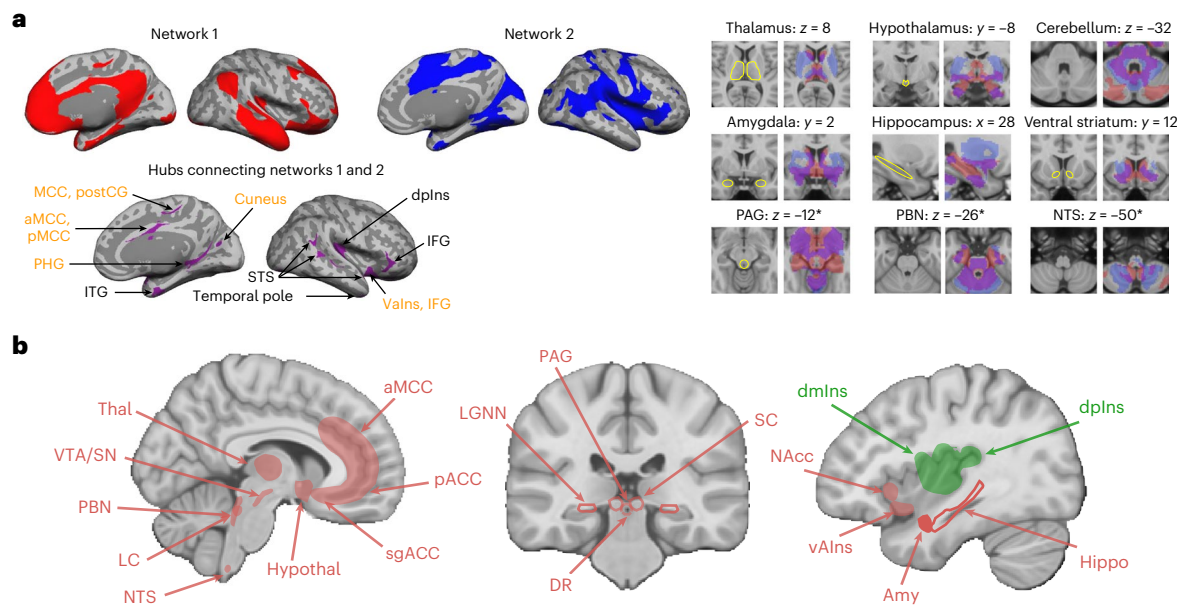 a
Network 1
Network 2
Hubs connecting networks 1 and 2
MCC, postCG
aMCC,
pMCC
PHG
ITG
Cuneus
dpIns
IFG
STS
Temporal pole
VaIns, IFG
Thalamus: z = 8
Hypothalamus: y = –8
Cerebellum: z = –32
Amygdala: y = 2
Hippocampus: x = 28
Ventral striatum: y = 12
PAG: z = –12*
PBN: z = –26*
NTS: z = –50*
b
Thal
VTA/SN
PBN
LC
NTS
Hypothal
sgACC
pACC
aMCC
PAG
LGNN
SC
DR
dmIns
dpIns
NAcc
vAIns
Amy
Hippo